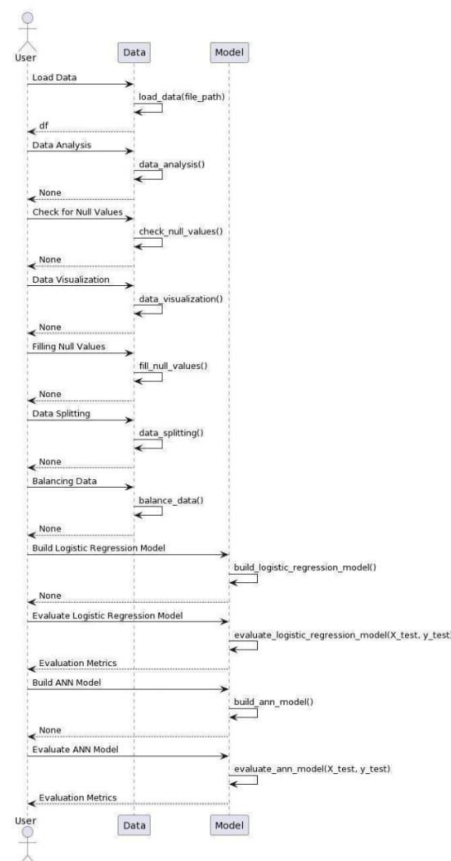 User
Data
Model
Load Data
load_data(file_path)
df
Data Analysis
data_analysis()
None
Check for Null Values
check_null_values()
None
Data Visualization
data_visualization()
None
Filling Null Values
fill_null_values()
None
Data Splitting
data_splitting()
None
Balancing Data
balance_data()
None
Build Logistic Regression Model
build_logistic_regression_model()
None
Evaluate Logistic Regression Model
evaluate_logistic_regression_model(X_test, y_test
Evaluation Metrics
Build ANN Model
build_ann_model()
None
Evaluate ANN Model
evaluate_ann_model(X_test, y_test)
Evaluation Metrics
User
Data
Model